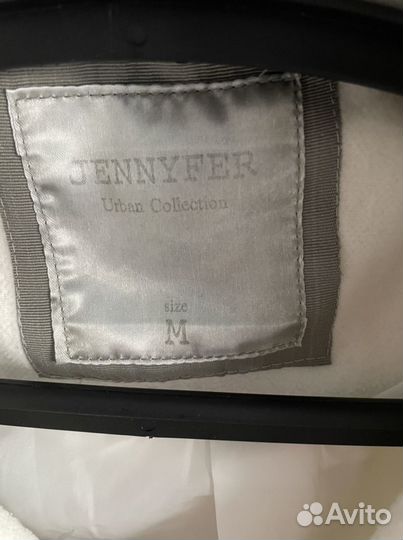 JENNYFER
Urban Collection
size
M
Avito